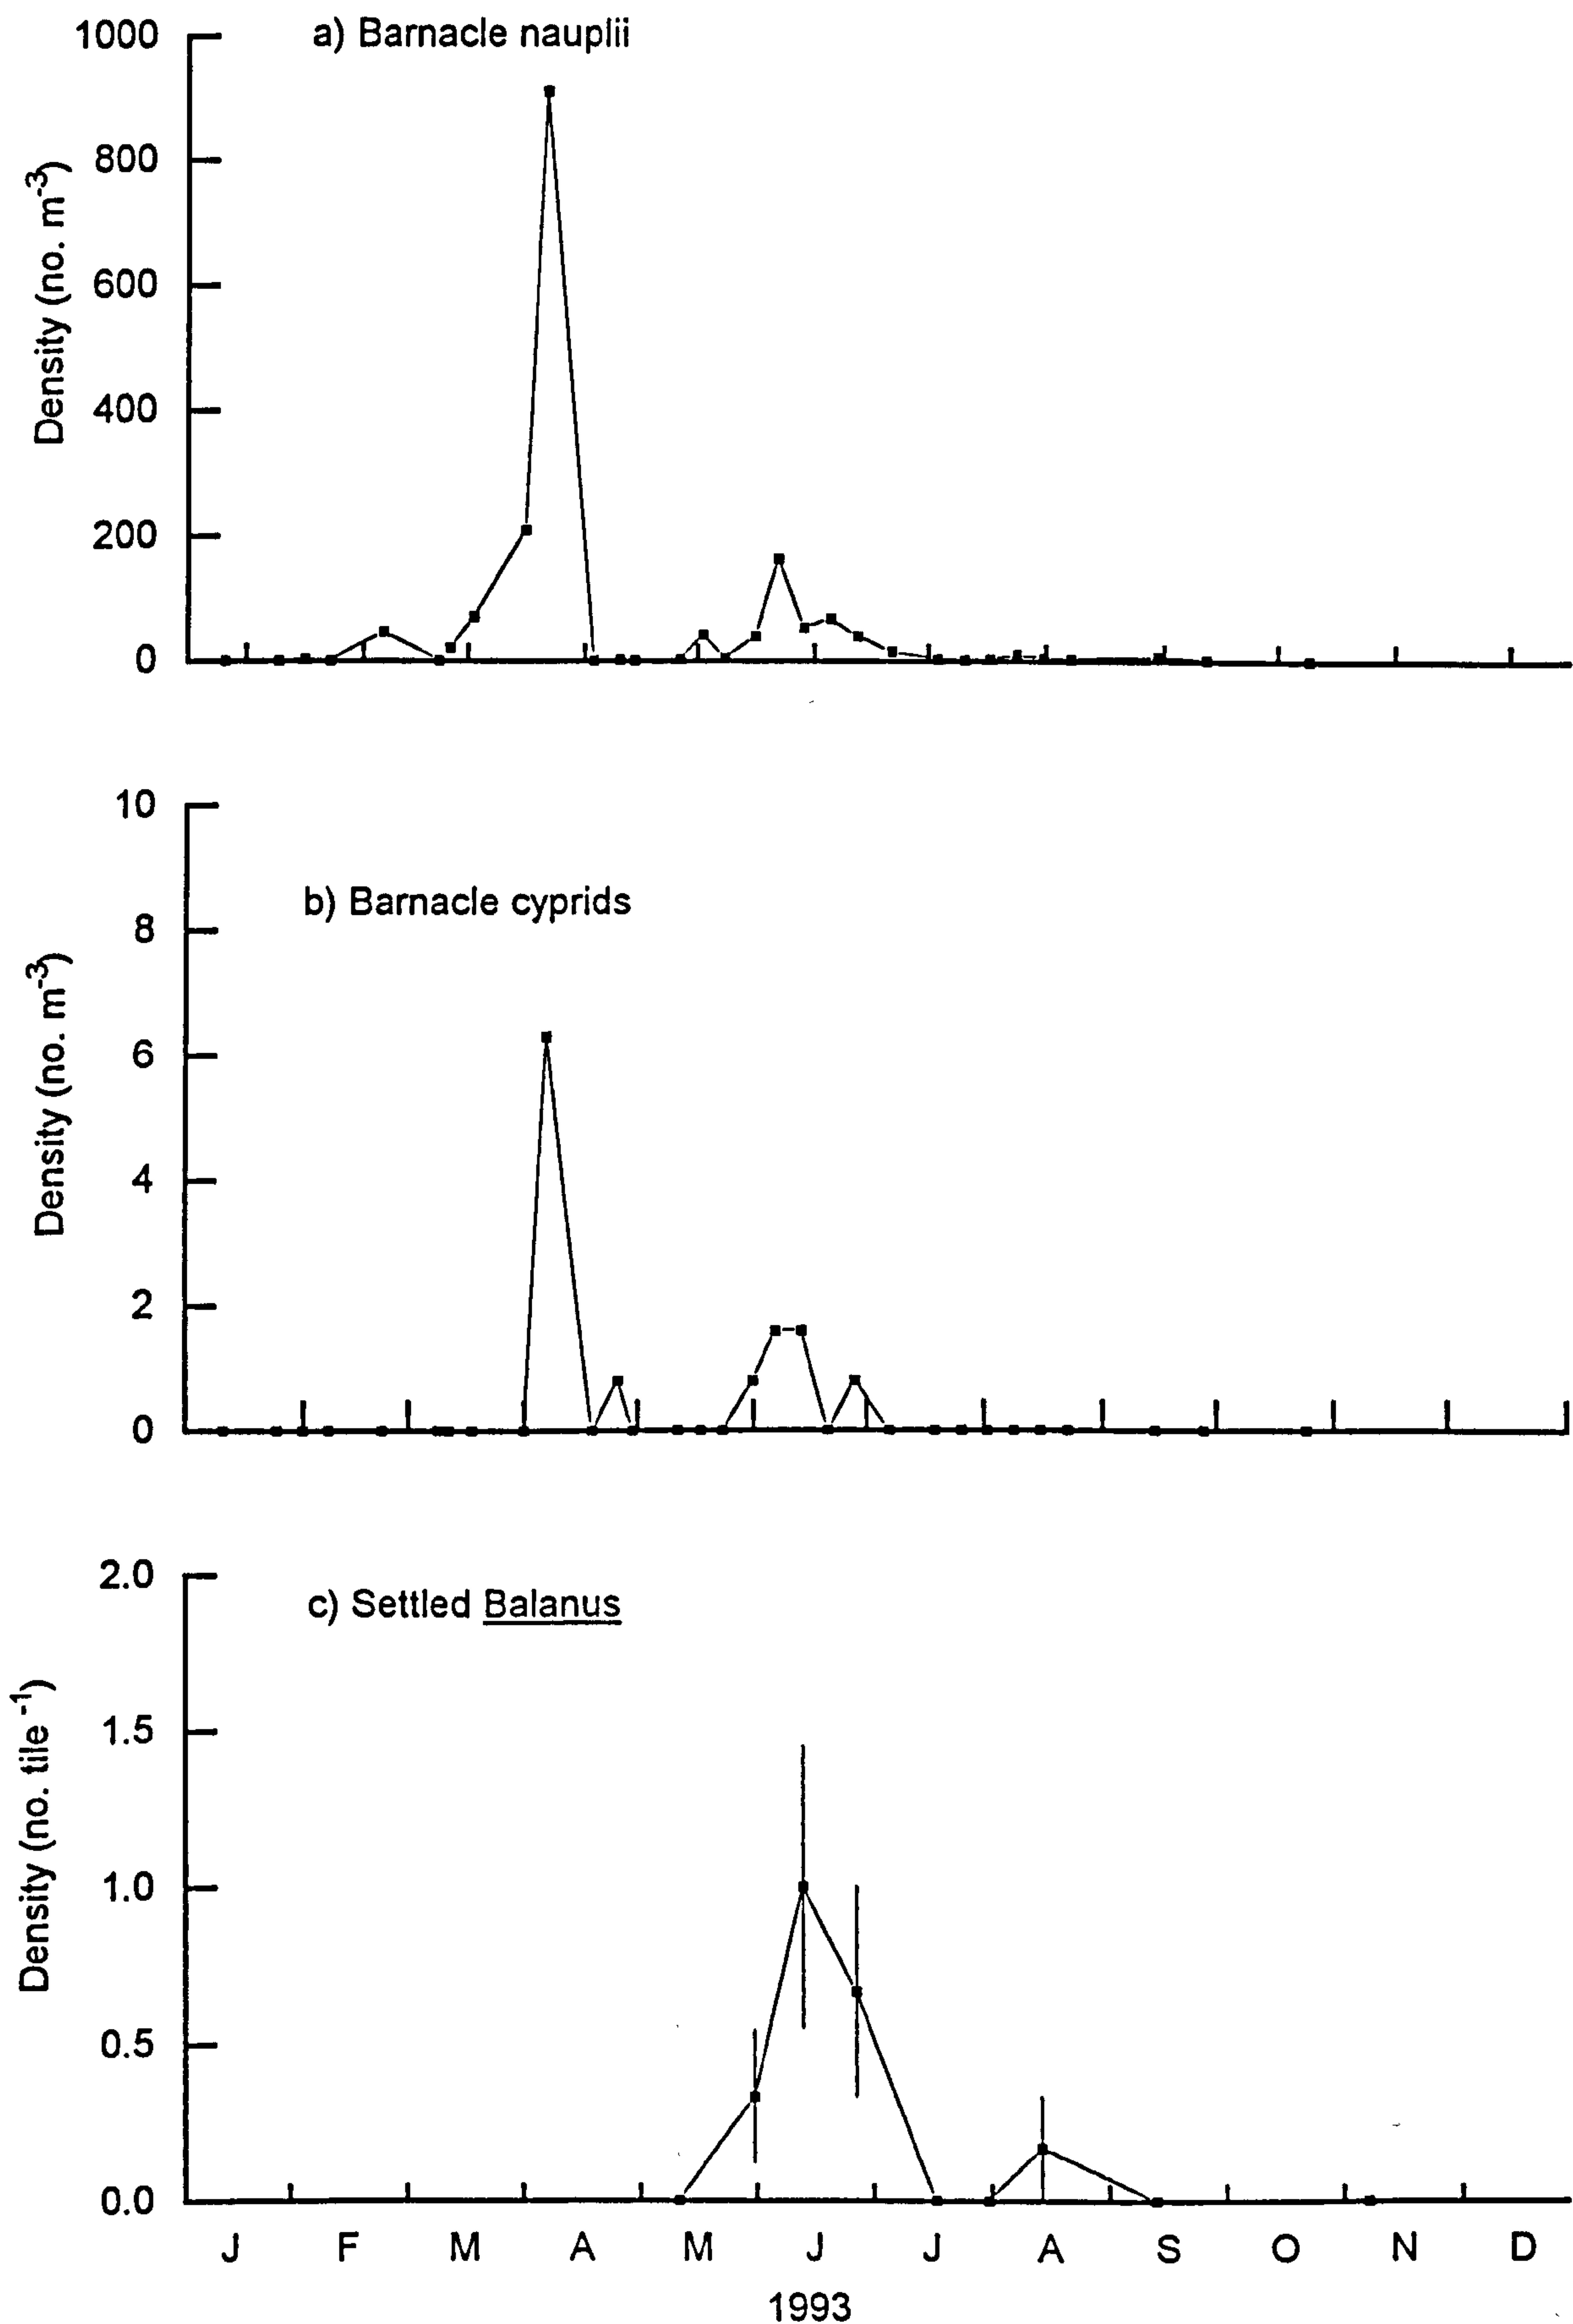 a) Barnacle nauplii
1000
800
600
400
200
0
Density (no. m-3)
b) Barnacle cyprids
10
8
6
4
2
0
Density (no. m-3)
c) Settled Balanus
2.0
1.5
1.0
0.5
0.0
Density (no. tile -1)
J F M A M J J A S O N D
1993